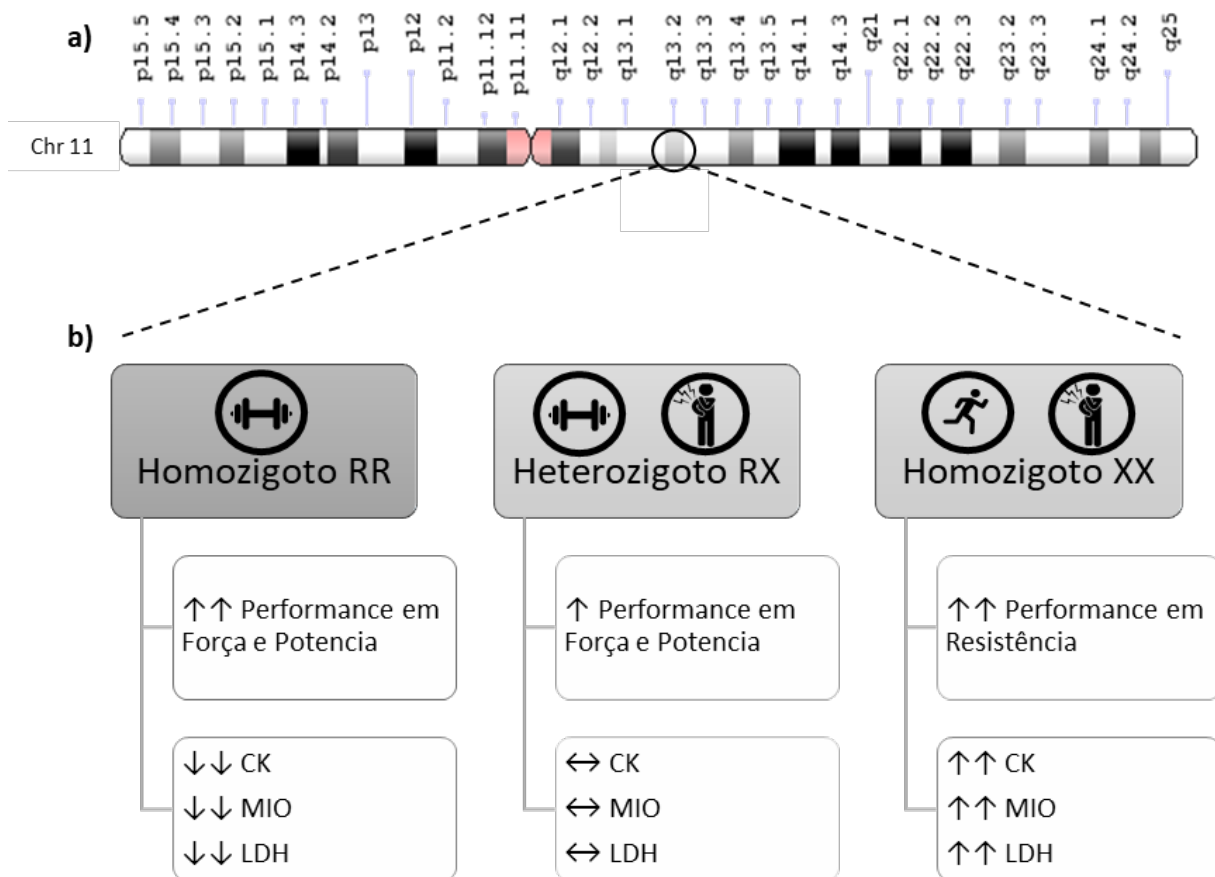 a)
p15.5
p15.4
p15.3
p15.2
p15.1
p14.3
p14.2
p13
p12
p11.2
p11.12
p11.11
q12.1
q12.2
q13.1
q13.2
q13.3
q13.4
q13.5
q14.1
q14.3
q21
q22.1
q22.2
q22.3
q23.2
q23.3
q24.1
q24.2
q25
Chr 11
b)
Homozigoto RR
↑↑ Performance em
Força e Potencia
↓↓ CK
↓↓ MIO
↓↓ LDH
Heterozigoto RX
↑ Performance em
Força e Potencia
↔ CK
↔ MIO
↔ LDH
Homozigoto XX
↑↑ Performance em
Resistência
↑↑ CK
↑↑ MIO
↑↑ LDH